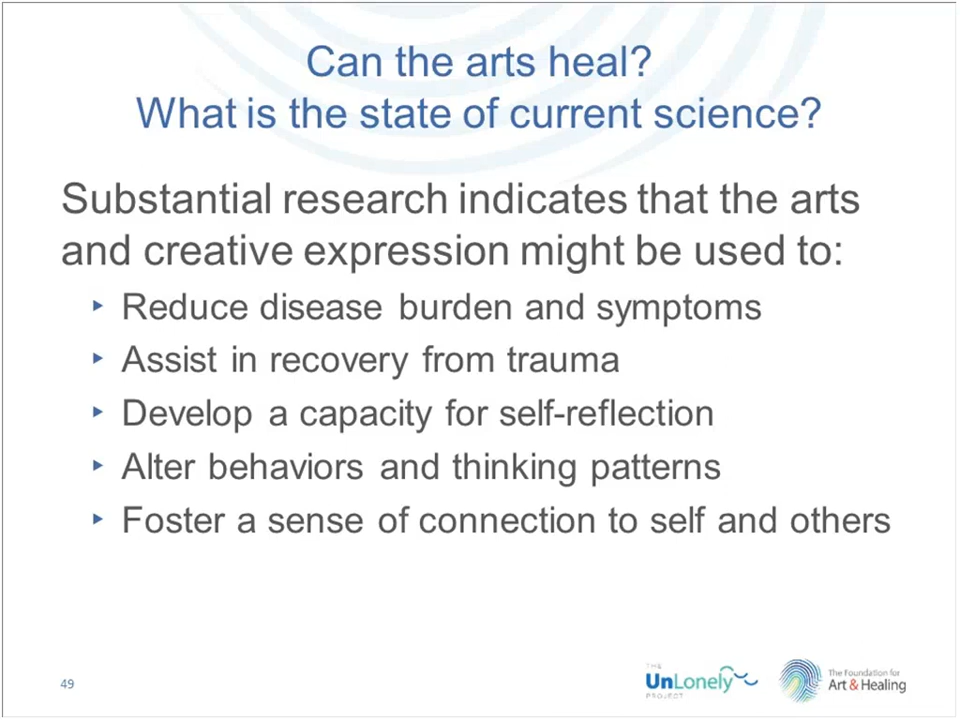 Can the arts heal?
What is the state of current science?
Substantial research indicates that the arts
and creative expression might be used to:
‣ Reduce disease burden and symptoms
‣ Assist in recovery from trauma
‣ Develop a capacity for self-reflection
‣ Alter behaviors and thinking patterns
‣ Foster a sense of connection to self and others
49
THE
UnLonely
PROJECT
The Foundation for
Art & Healing